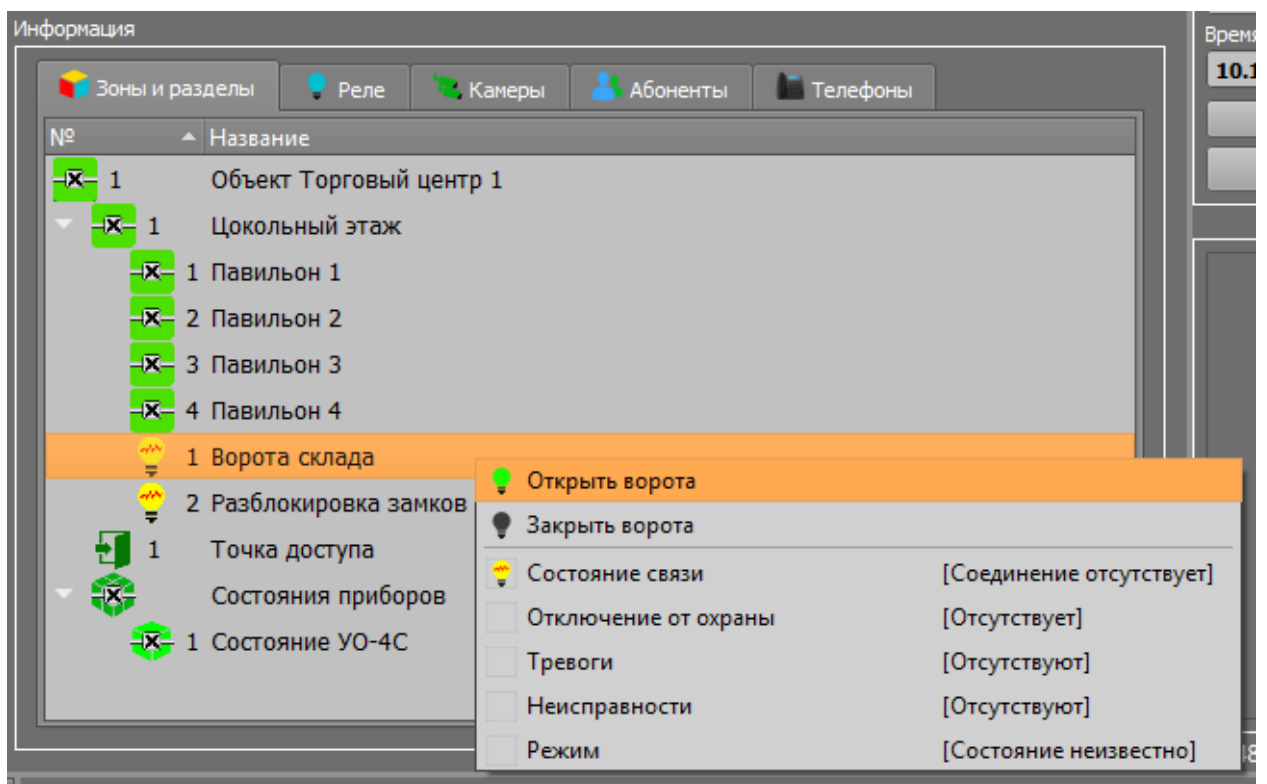 Информация
Время
10.1
Зоны и разделы Реле Камеры Абоненты Телефоны
№ Название
1 Объект Торговый центр 1
1 Цокольный этаж
1 Павильон 1
2 Павильон 2
3 Павильон 3
4 Павильон 4
1 Ворота склада
Открыть ворота
2 Разблокировка замков
Закрыть ворота
1 Точка доступа
Состояние связи [Соединение отсутствует]
Состояния приборов
Отключение от охраны [Отсутствует]
1 Состояние УО-4С
Тревоги [Отсутствуют]
Неисправности [Отсутствуют]
Режим [Состояние неизвестно]